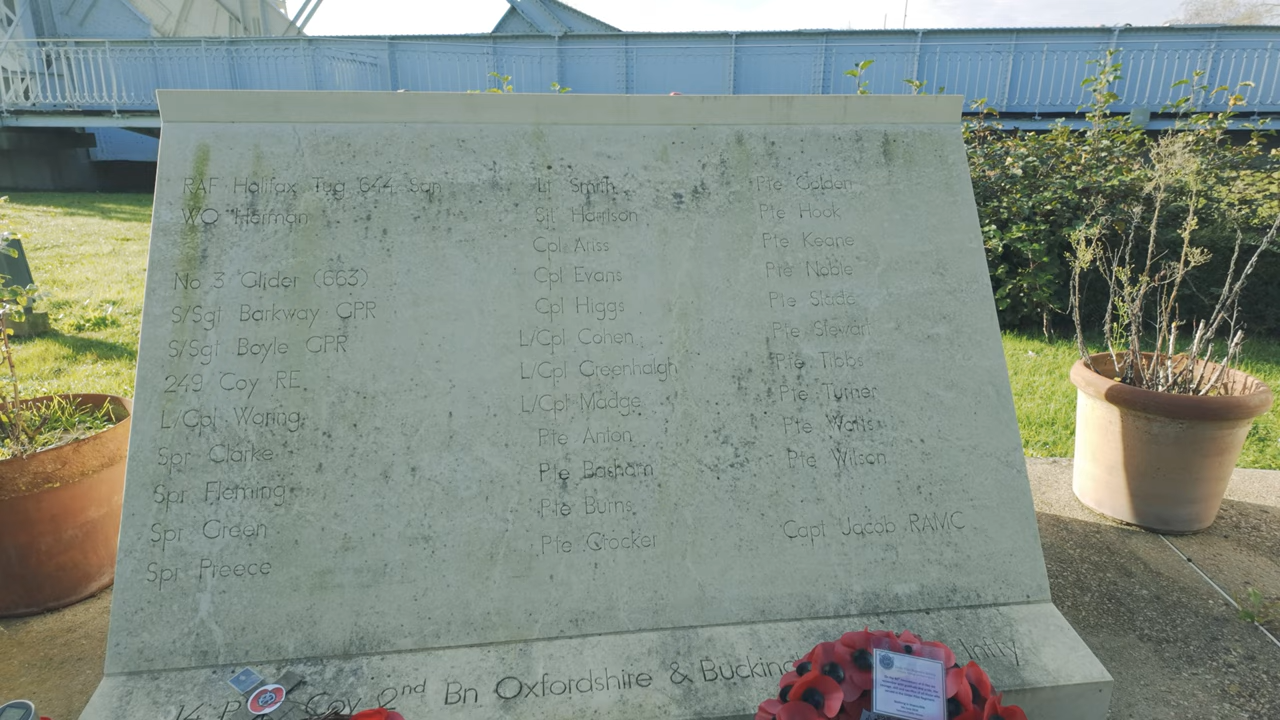 RAF Halifax Tug 644 Sqn
WO Herman
No 3 Glider (663)
S/Sgt Barkway GPR
S/Sgt Boyle GPR
249 Coy RE
L/Cpl Waring
Spr Clarke
Spr Fleming
Spr Green
Spr Preece
Lt Smith
Sjt Harrison
Cpl Ariss
Cpl Evans
Cpl Higgs
L/Cpl Cohen
L/Cpl Greenhalgh
L/Cpl Madge
Pte Anton
Pte Basham
Pte Burns
Pte Crocker
Pte Golden
Pte Hook
Pte Keane
Pte Noble
Pte Slade
Pte Stewart
Pte Tibbs
Pte Turner
Pte Watts
Pte Wilson
Capt Jacob RAMC
Coy 2nd Bn Oxfordshire & Inftry